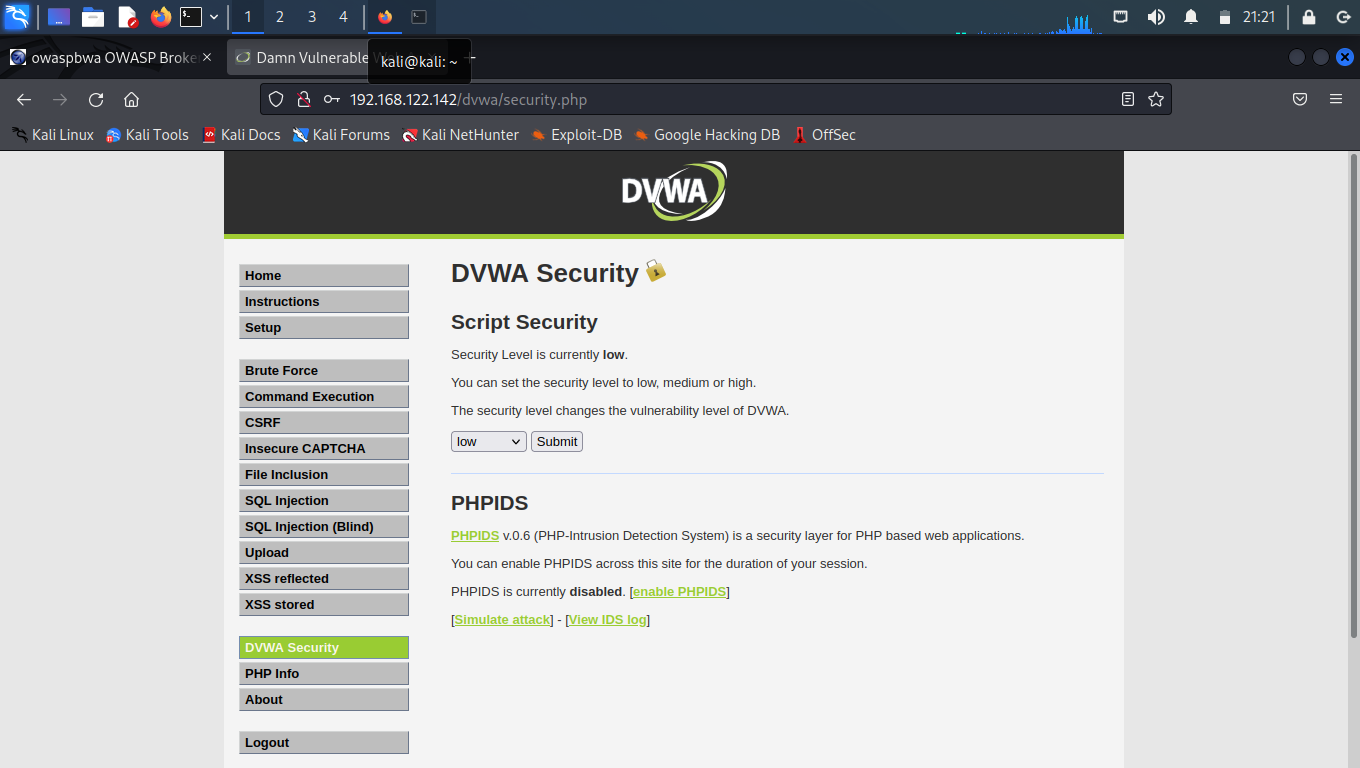 1 2 3 4 21:21
owaspbwa OWASP Broke
Damn Vulnerable
kali@kali: ~
192.168.122.142/dvwa/security.php
Kali Linux Kali Tools Kali Docs Kali Forums Kali NetHunter Exploit-DB Google Hacking DB OffSec
DVWA
Home
Instructions
Setup
Brute Force
Command Execution
CSRF
Insecure CAPTCHA
File Inclusion
SQL Injection
SQL Injection (Blind)
Upload
XSS reflected
XSS stored
DVWA Security
PHP Info
About
Logout
DVWA Security
Script Security
Security Level is currently low.
You can set the security level to low, medium or high.
The security level changes the vulnerability level of DVWA.
low Submit
PHPIDS
PHPIDS v.0.6 (PHP-Intrusion Detection System) is a security layer for PHP based web applications.
You can enable PHPIDS across this site for the duration of your session.
PHPIDS is currently disabled. [enable PHPIDS]
[Simulate attack] - [View IDS log]